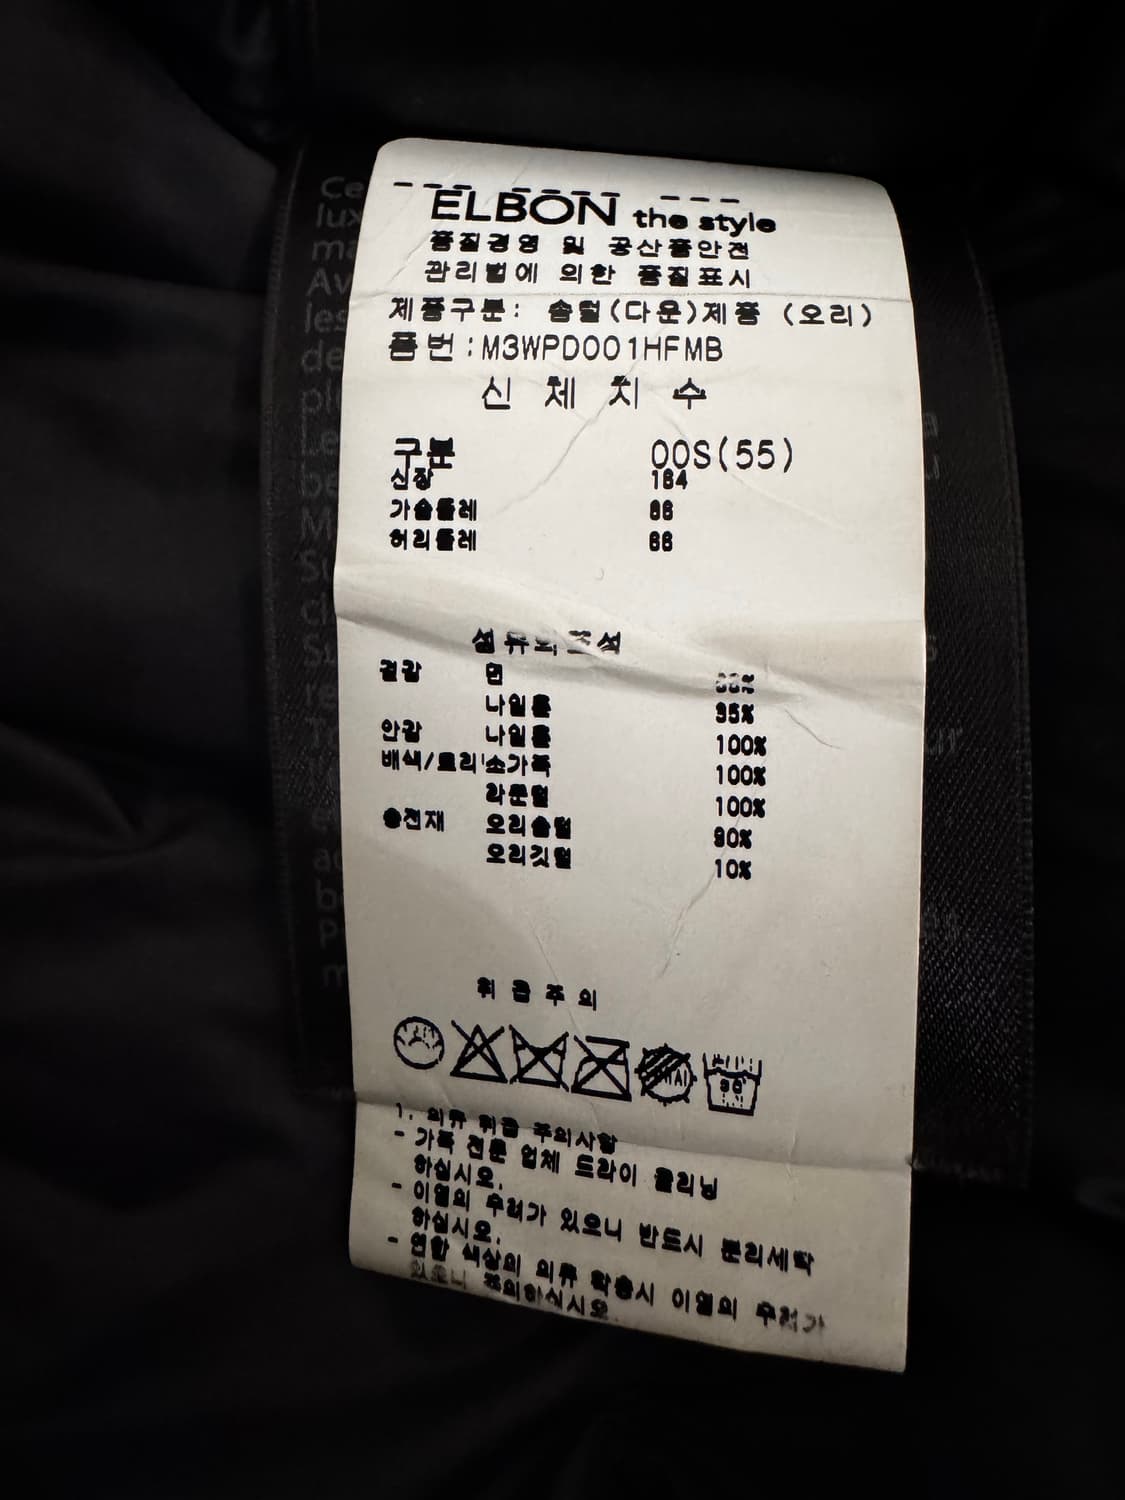 ELBON the style
품질경영 및 공산품안전
관리법에 의한 품질표시
제품구분: 솜털(다운)제품 (오리)
품번:M3WPD001HFMB
신체치수
구분 00S(55)
신장 164
가슴둘레
허리둘레
섬유의조성
겉감 면
나일론 35%
안감 나일론 100%
배색/트리 소가죽 100%
라쿤털 100%
충전재 오리솜털 90%
오리깃털 10%
취급주의
1. 의류 취급 주의사항
- 가죽 전문 업체 드라이 클리닝
하십시오.
- 이염의 우려가 있으니 반드시 분리세탁
하십시오.
- 연합 색상의 의류 착용시 이염의 우려가
있으니 주의하십시오.